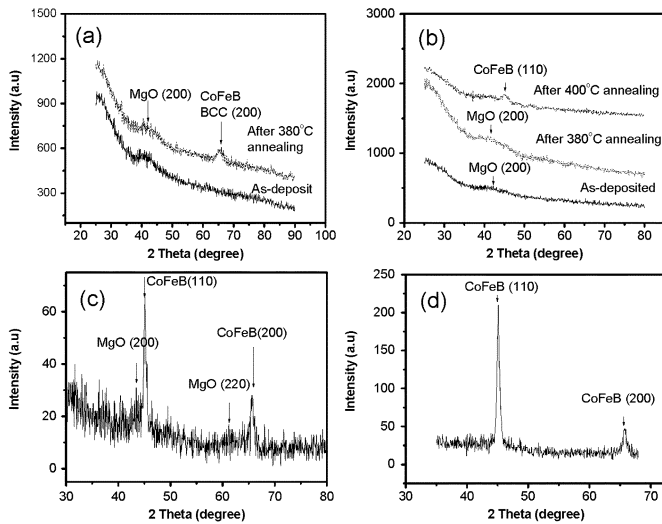 (a)
1500
1200
900
600
300
Intensity (a.u)
MgO (200)
CoFeB
BCC (200)
After 380°C
annealing
As-deposit
10 20 30 40 50 60 70 80 90 100
2 Theta (degree)
(b)
3000
2000
1000
0
Intensity (a.u)
CoFeB (110)
After 400°C annealing
MgO (200)
After 380°C annealing
MgO (200)
As-deposited
20 30 40 50 60 70 80
2 Theta (degree)
(c)
60
40
20
0
Intensity (a.u)
CoFeB(110)
MgO (200)
CoFeB(200)
MgO (220)
30 40 50 60 70 80
2 Theta (degree)
(d)
250
200
150
100
50
0
Intensity (a.u)
CoFeB (110)
CoFeB (200)
30 40 50 60 70
2 Theta (degree)